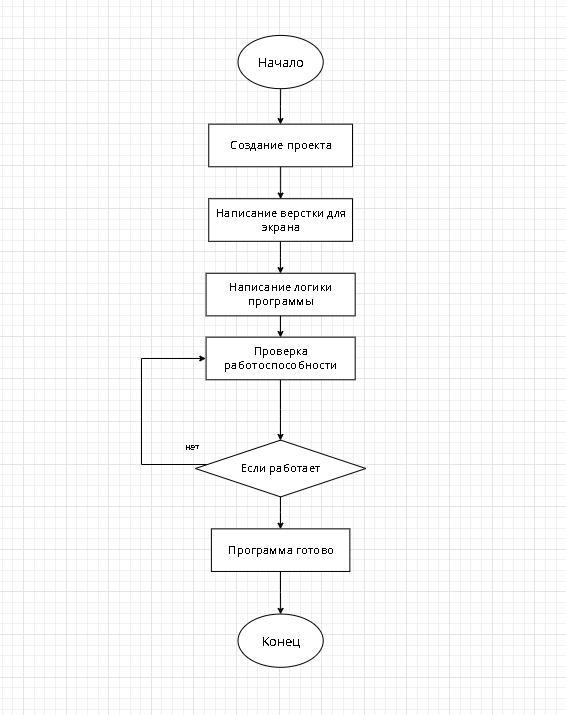 Начало
Создание проекта
Написание верстки для
экрана
Написание логики
программы
Проверка
работоспособности
нет
Если работает
Программа готово
Конец